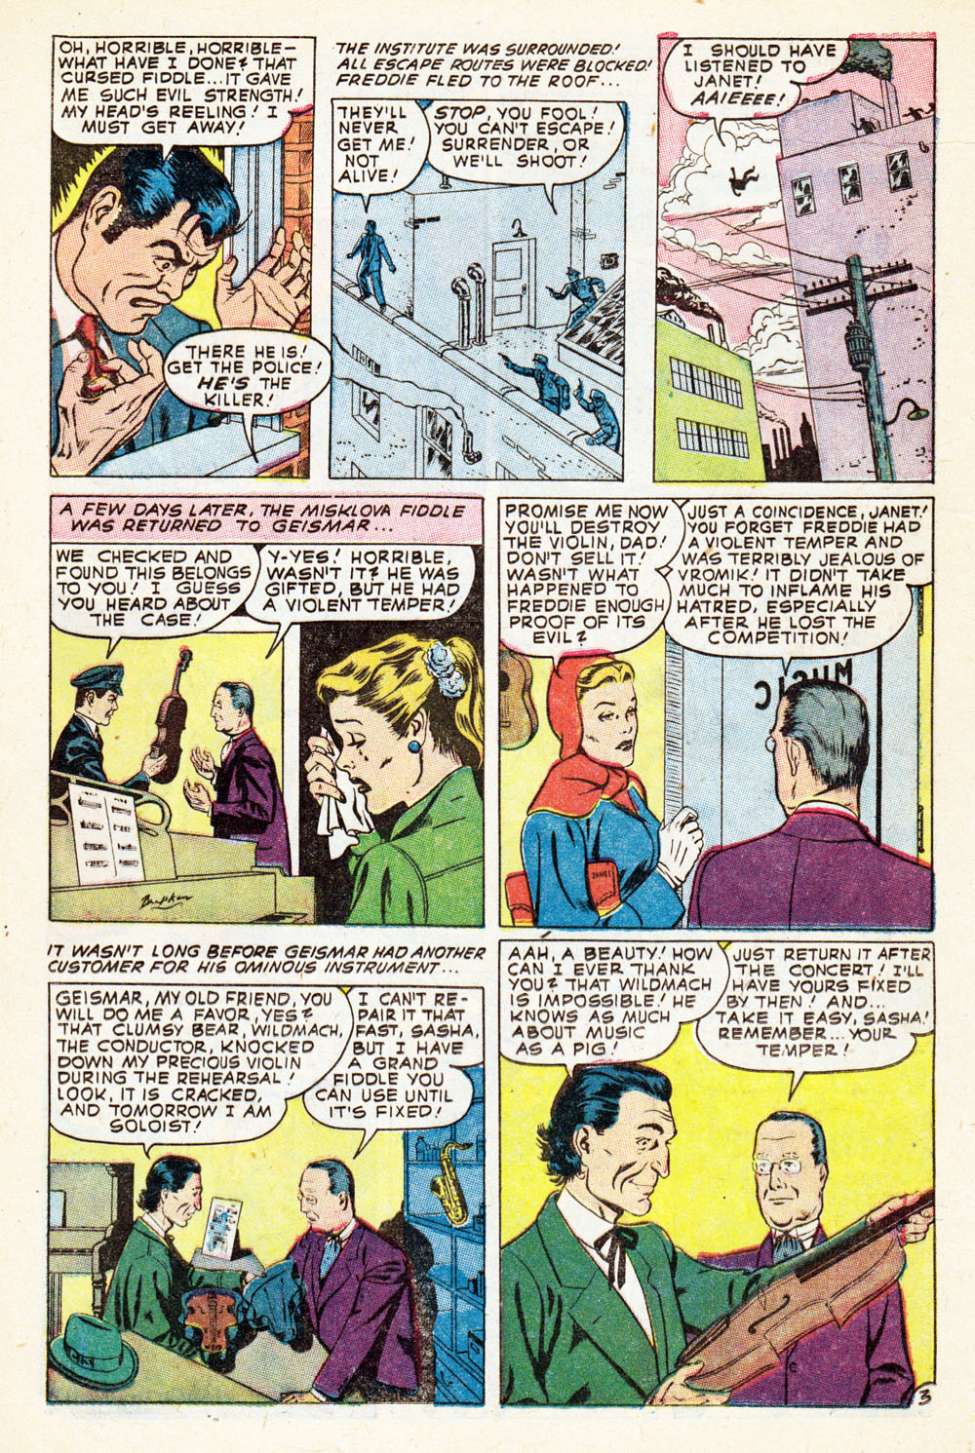 OH, HORRIBLE, HORRIBLE—
WHAT HAVE I DONE? THAT
CURSED FIDDLE...IT GAVE
ME SUCH EVIL STRENGTH!
MY HEAD'S REELING! I
MUST GET AWAY!
THERE HE IS!
GET THE POLICE!
HE'S THE
KILLER!
THE INSTITUTE WAS SURROUNDED!
ALL ESCAPE ROUTES WERE BLOCKED!
FREDDIE FLED TO THE ROOF...
THEY'LL
NEVER
GET ME!
NOT
ALIVE!
STOP, YOU FOOL!
YOU CAN'T ESCAPE!
SURRENDER, OR
WE'LL SHOOT!
I SHOULD HAVE
LISTENED TO
JANET!
AAIEEEE!
A FEW DAYS LATER, THE MISKLOVA FIDDLE
WAS RETURNED TO GEISMAR...
WE CHECKED AND
FOUND THIS BELONGS
TO YOU! I GUESS
YOU HEARD ABOUT
THE CASE!
Y-YES! HORRIBLE,
WASN'T IT? HE WAS
GIFTED, BUT HE HAD
A VIOLENT TEMPER!
PROMISE ME NOW
YOU'LL DESTROY
THE VIOLIN, DAD!
DON'T SELL IT!
WASN'T WHAT
HAPPENED TO
FREDDIE ENOUGH
PROOF OF ITS
EVIL?
JUST A COINCIDENCE, JANET!
YOU FORGET FREDDIE HAD
A VIOLENT TEMPER AND
WAS TERRIBLY JEALOUS OF
VROMIK! IT DIDN'T TAKE
MUCH TO INFLAME HIS
HATRED, ESPECIALLY
AFTER HE LOST THE
COMPETITION!
MUSIC
IT WASN'T LONG BEFORE GEISMAR HAD ANOTHER
CUSTOMER FOR HIS OMINOUS INSTRUMENT...
GEISMAR, MY OLD FRIEND, YOU
WILL DO ME A FAVOR, YES?
THAT CLUMSY BEAR, WILDMACH,
THE CONDUCTOR, KNOCKED
DOWN MY PRECIOUS VIOLIN
DURING THE REHEARSAL!
LOOK, IT IS CRACKED,
AND TOMORROW I AM
SOLOIST!
I CAN'T RE-
PAIR IT THAT
FAST, SASHA,
BUT I HAVE
A GRAND
FIDDLE YOU
CAN USE UNTIL
IT'S FIXED!
AAH, A BEAUTY! HOW
CAN I EVER THANK
YOU? THAT WILDMACH
IS IMPOSSIBLE! HE
KNOWS AS MUCH
ABOUT MUSIC
AS A PIG!
JUST RETURN IT AFTER
THE CONCERT! I'LL
HAVE YOURS FIXED
BY THEN! AND...
TAKE IT EASY, SASHA!
REMEMBER...YOUR
TEMPER!
3